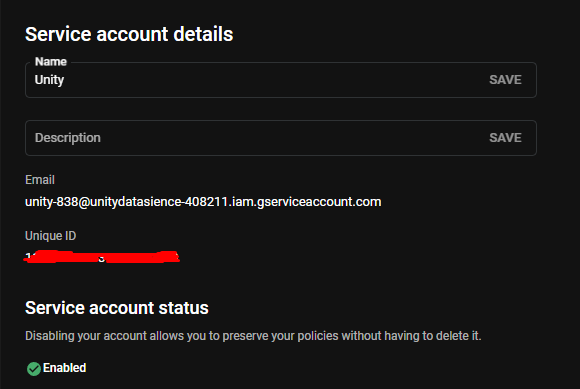 Service account details
Name
Unity
SAVE
Description
SAVE
Email
unity-838@unitydatasience-408211.iam.gserviceaccount.com
Unique ID
Service account status
Disabling your account allows you to preserve your policies without having to delete it.
Enabled